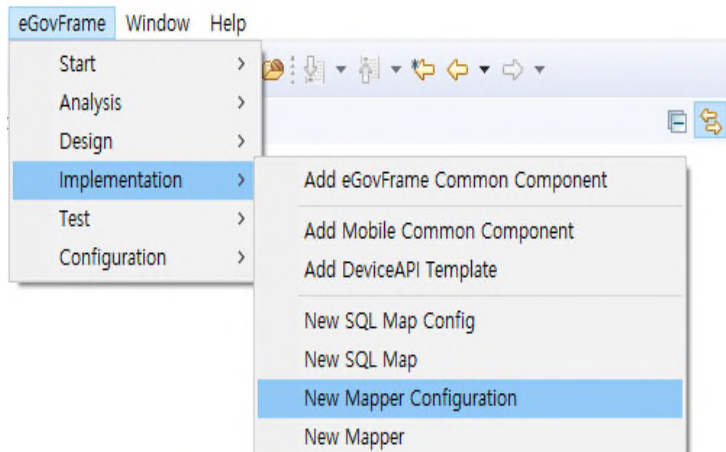 eGovFrame Window Help
Start
Analysis
Design
Implementation
Test
Configuration
Add eGovFrame Common Component
Add Mobile Common Component
Add DeviceAPI Template
New SQL Map Config
New SQL Map
New Mapper Configuration
New Mapper